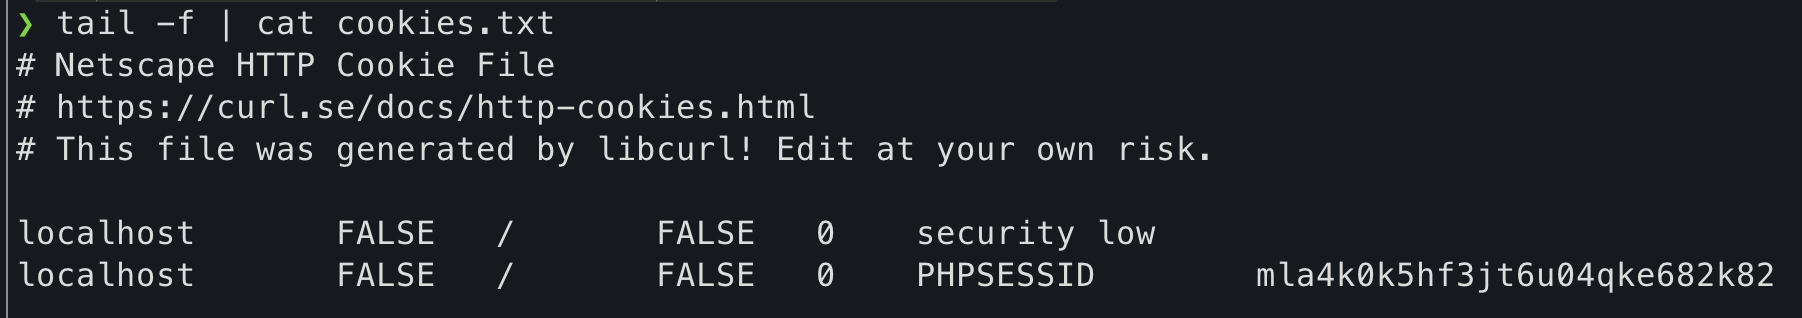 ❯ tail -f | cat cookies.txt
# Netscape HTTP Cookie File
# https://curl.se/docs/http-cookies.html
# This file was generated by libcurl! Edit at your own risk.

localhost	FALSE	/	FALSE	0	security	low
localhost	FALSE	/	FALSE	0	PHPSESSID	mla4k0k5hf3jt6u04qke682k82